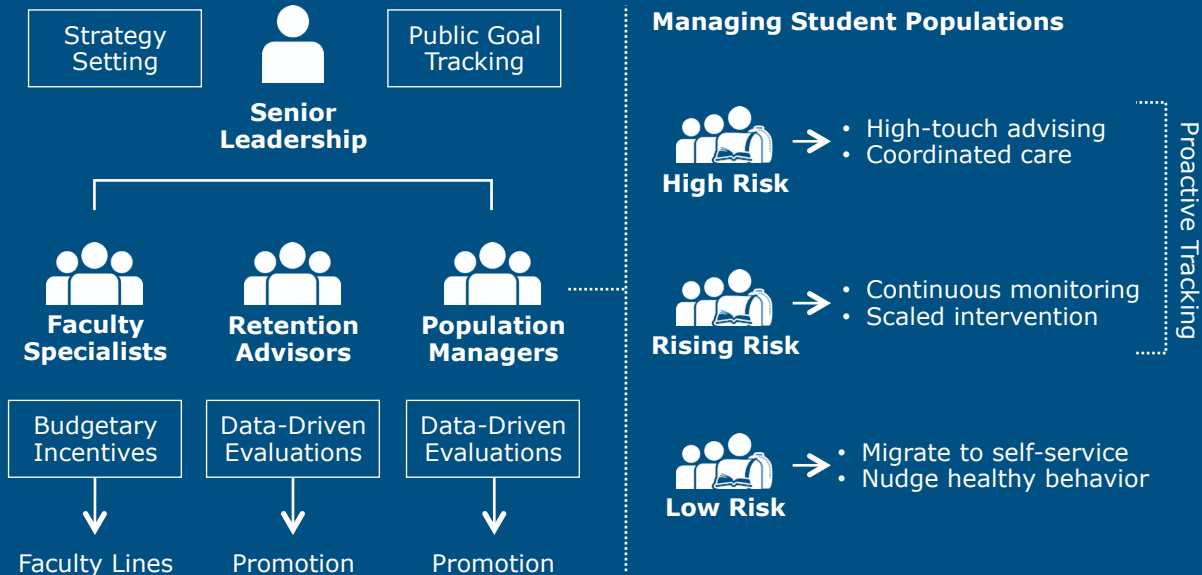 Strategy
Setting
Public Goal
Tracking
Senior
Leadership
Faculty
Specialists
Retention
Advisors
Population
Managers
Budgetary
Incentives
Data-Driven
Evaluations
Data-Driven
Evaluations
Faculty Lines
Promotion
Promotion
Managing Student Populations
High Risk
• High-touch advising
• Coordinated care
Rising Risk
• Continuous monitoring
• Scaled intervention
Low Risk
• Migrate to self-service
• Nudge healthy behavior
Proactive Tracking